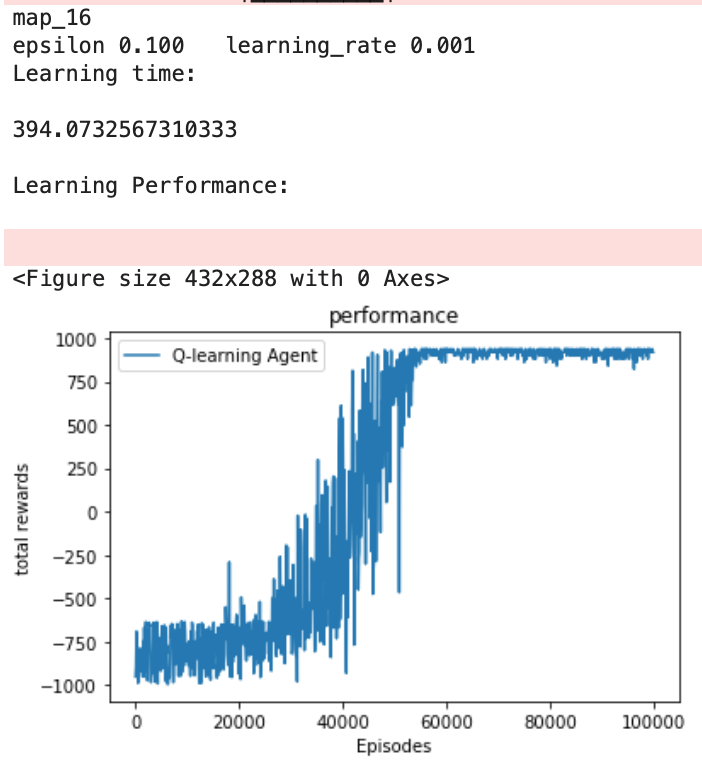 map_16
epsilon 0.100   learning_rate 0.001
Learning time:
394.0732567310333
Learning Performance:
<Figure size 432x288 with 0 Axes>
performance
Q-learning Agent
1000
750
500
250
0
−250
−500
−750
−1000
total rewards
0 20000 40000 60000 80000 100000
Episodes